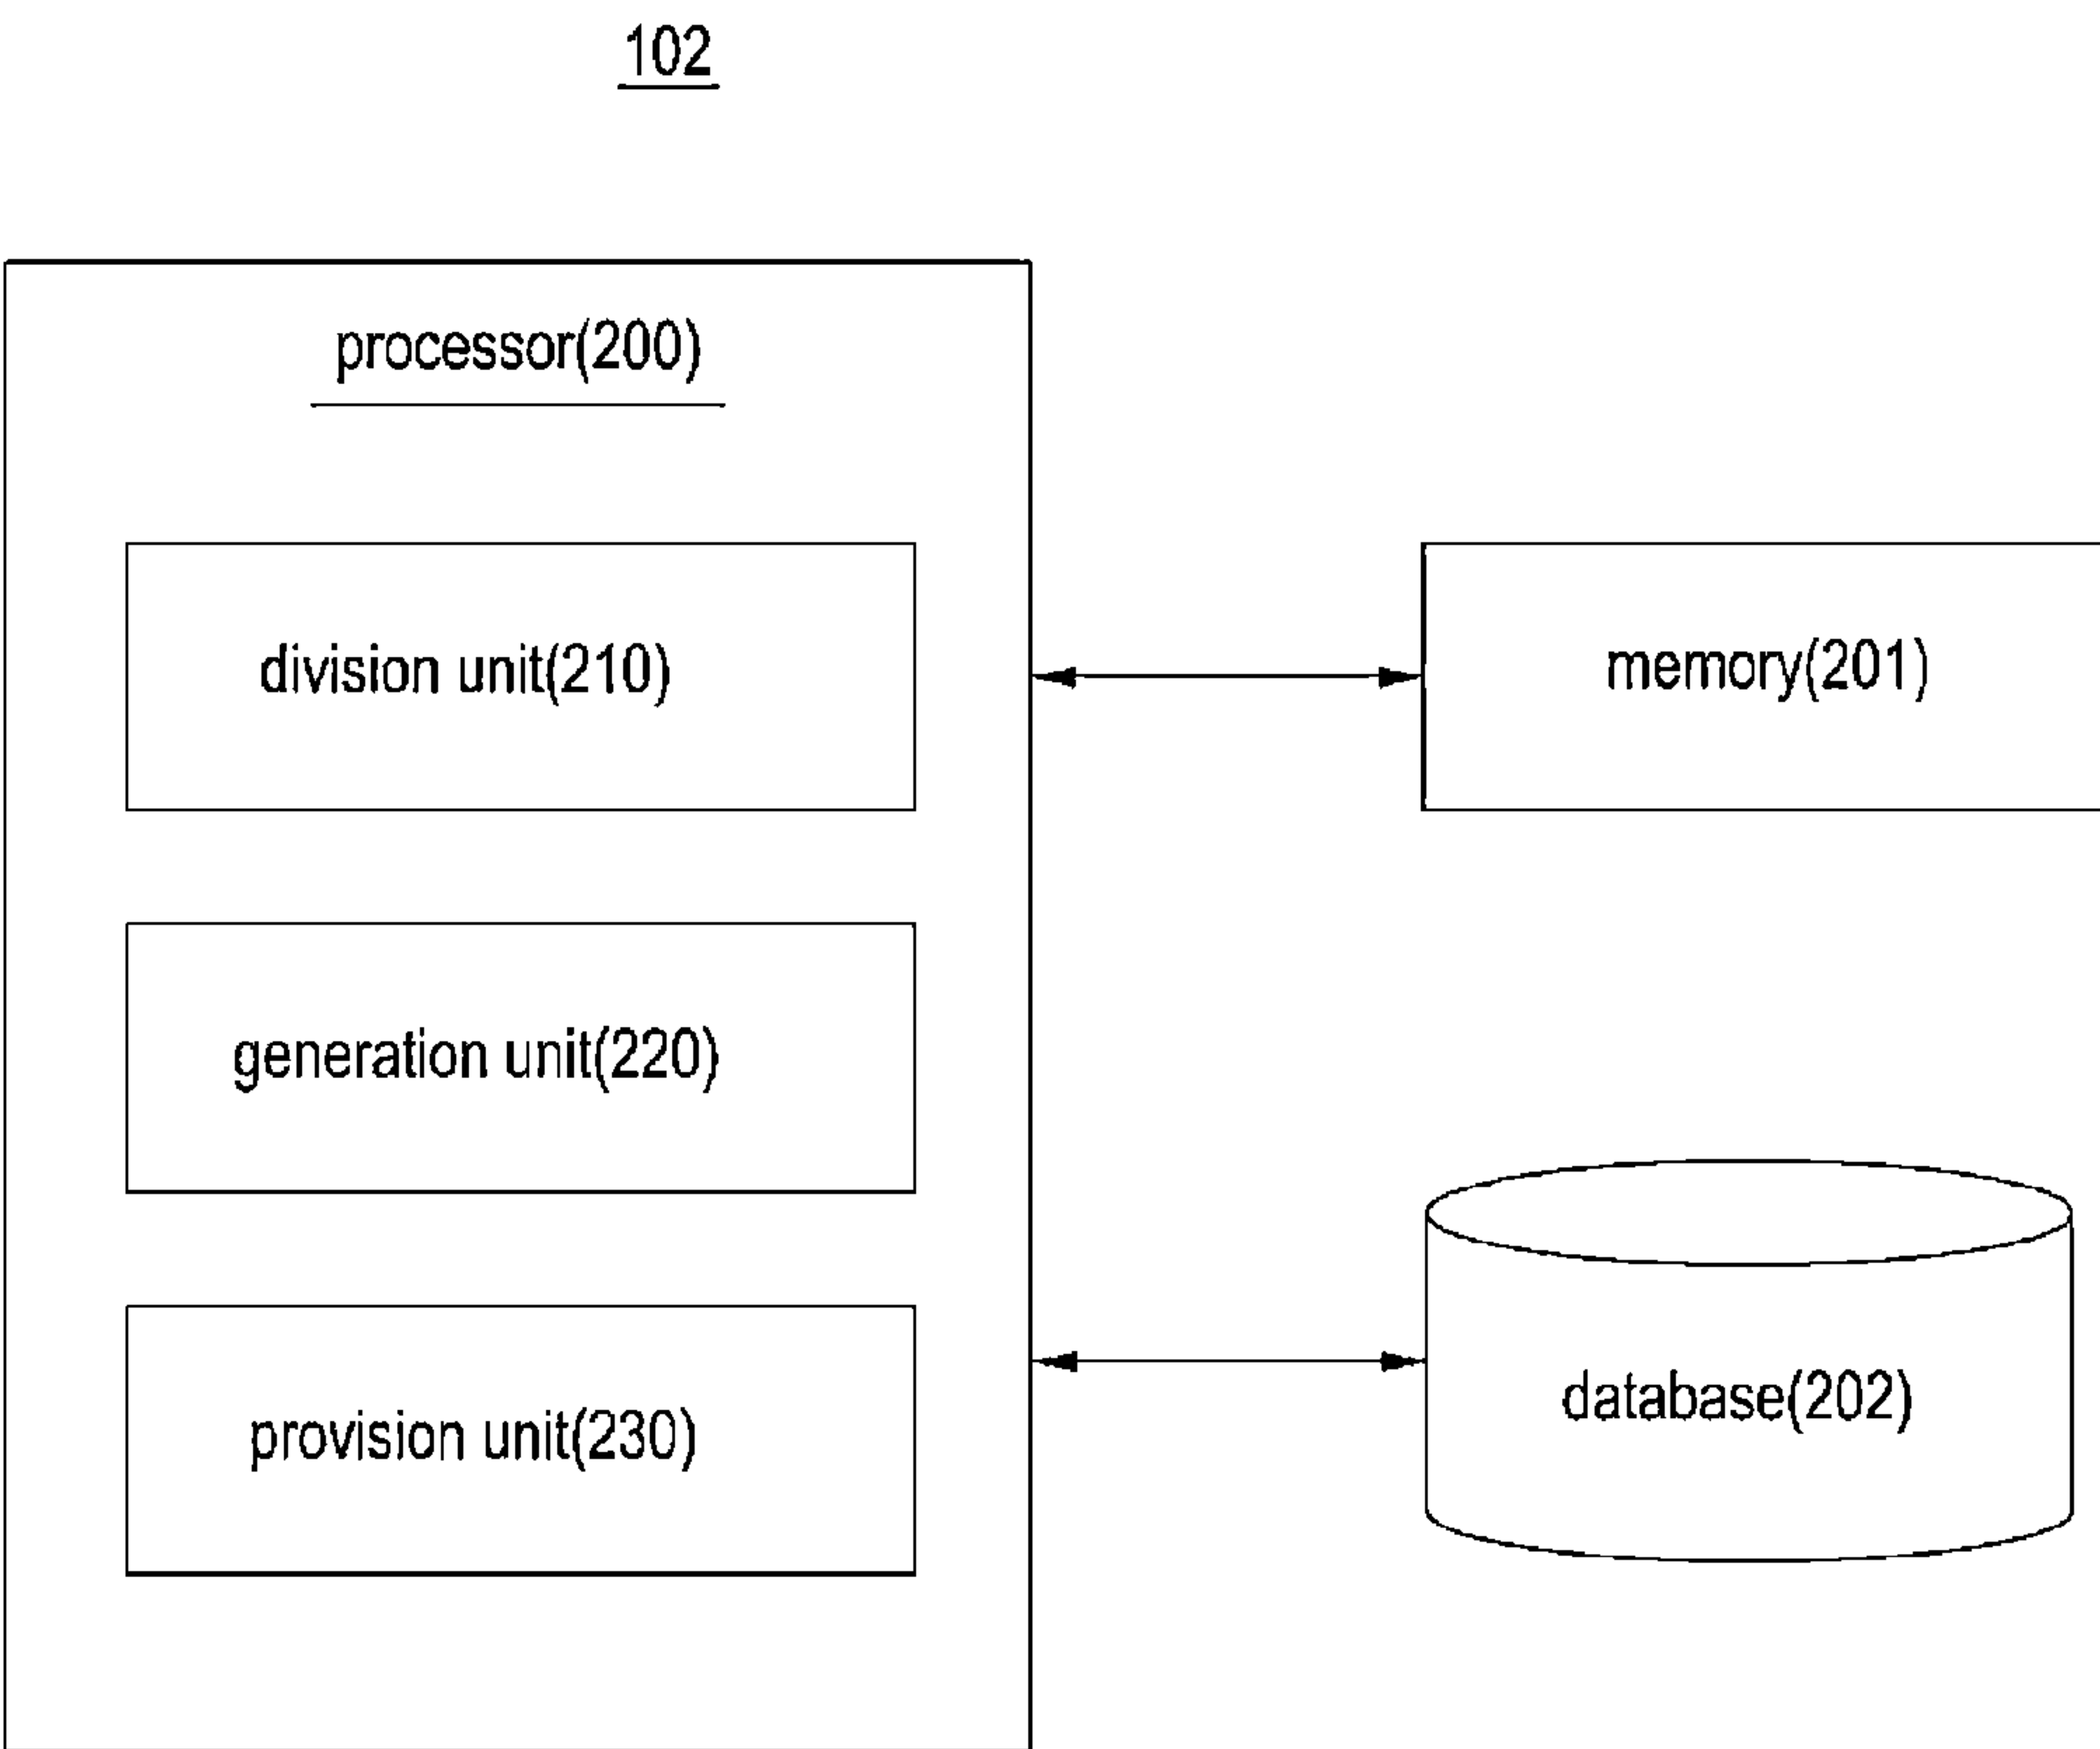 102
processor(200)
division unit(210)
memory(201)
generation unit(220)
provision unit(230)
database(202)